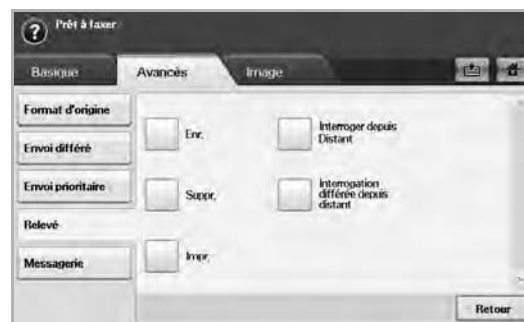 Prêt à faxer
Basique
Avancés
Image
Format d'origine
Envoi différé
Envoi prioritaire
Relevé
Messagerie
Enr.
Suppr.
Impr.
Interroger depuis
Distant
Interrogation
différée depuis
distant
Retour